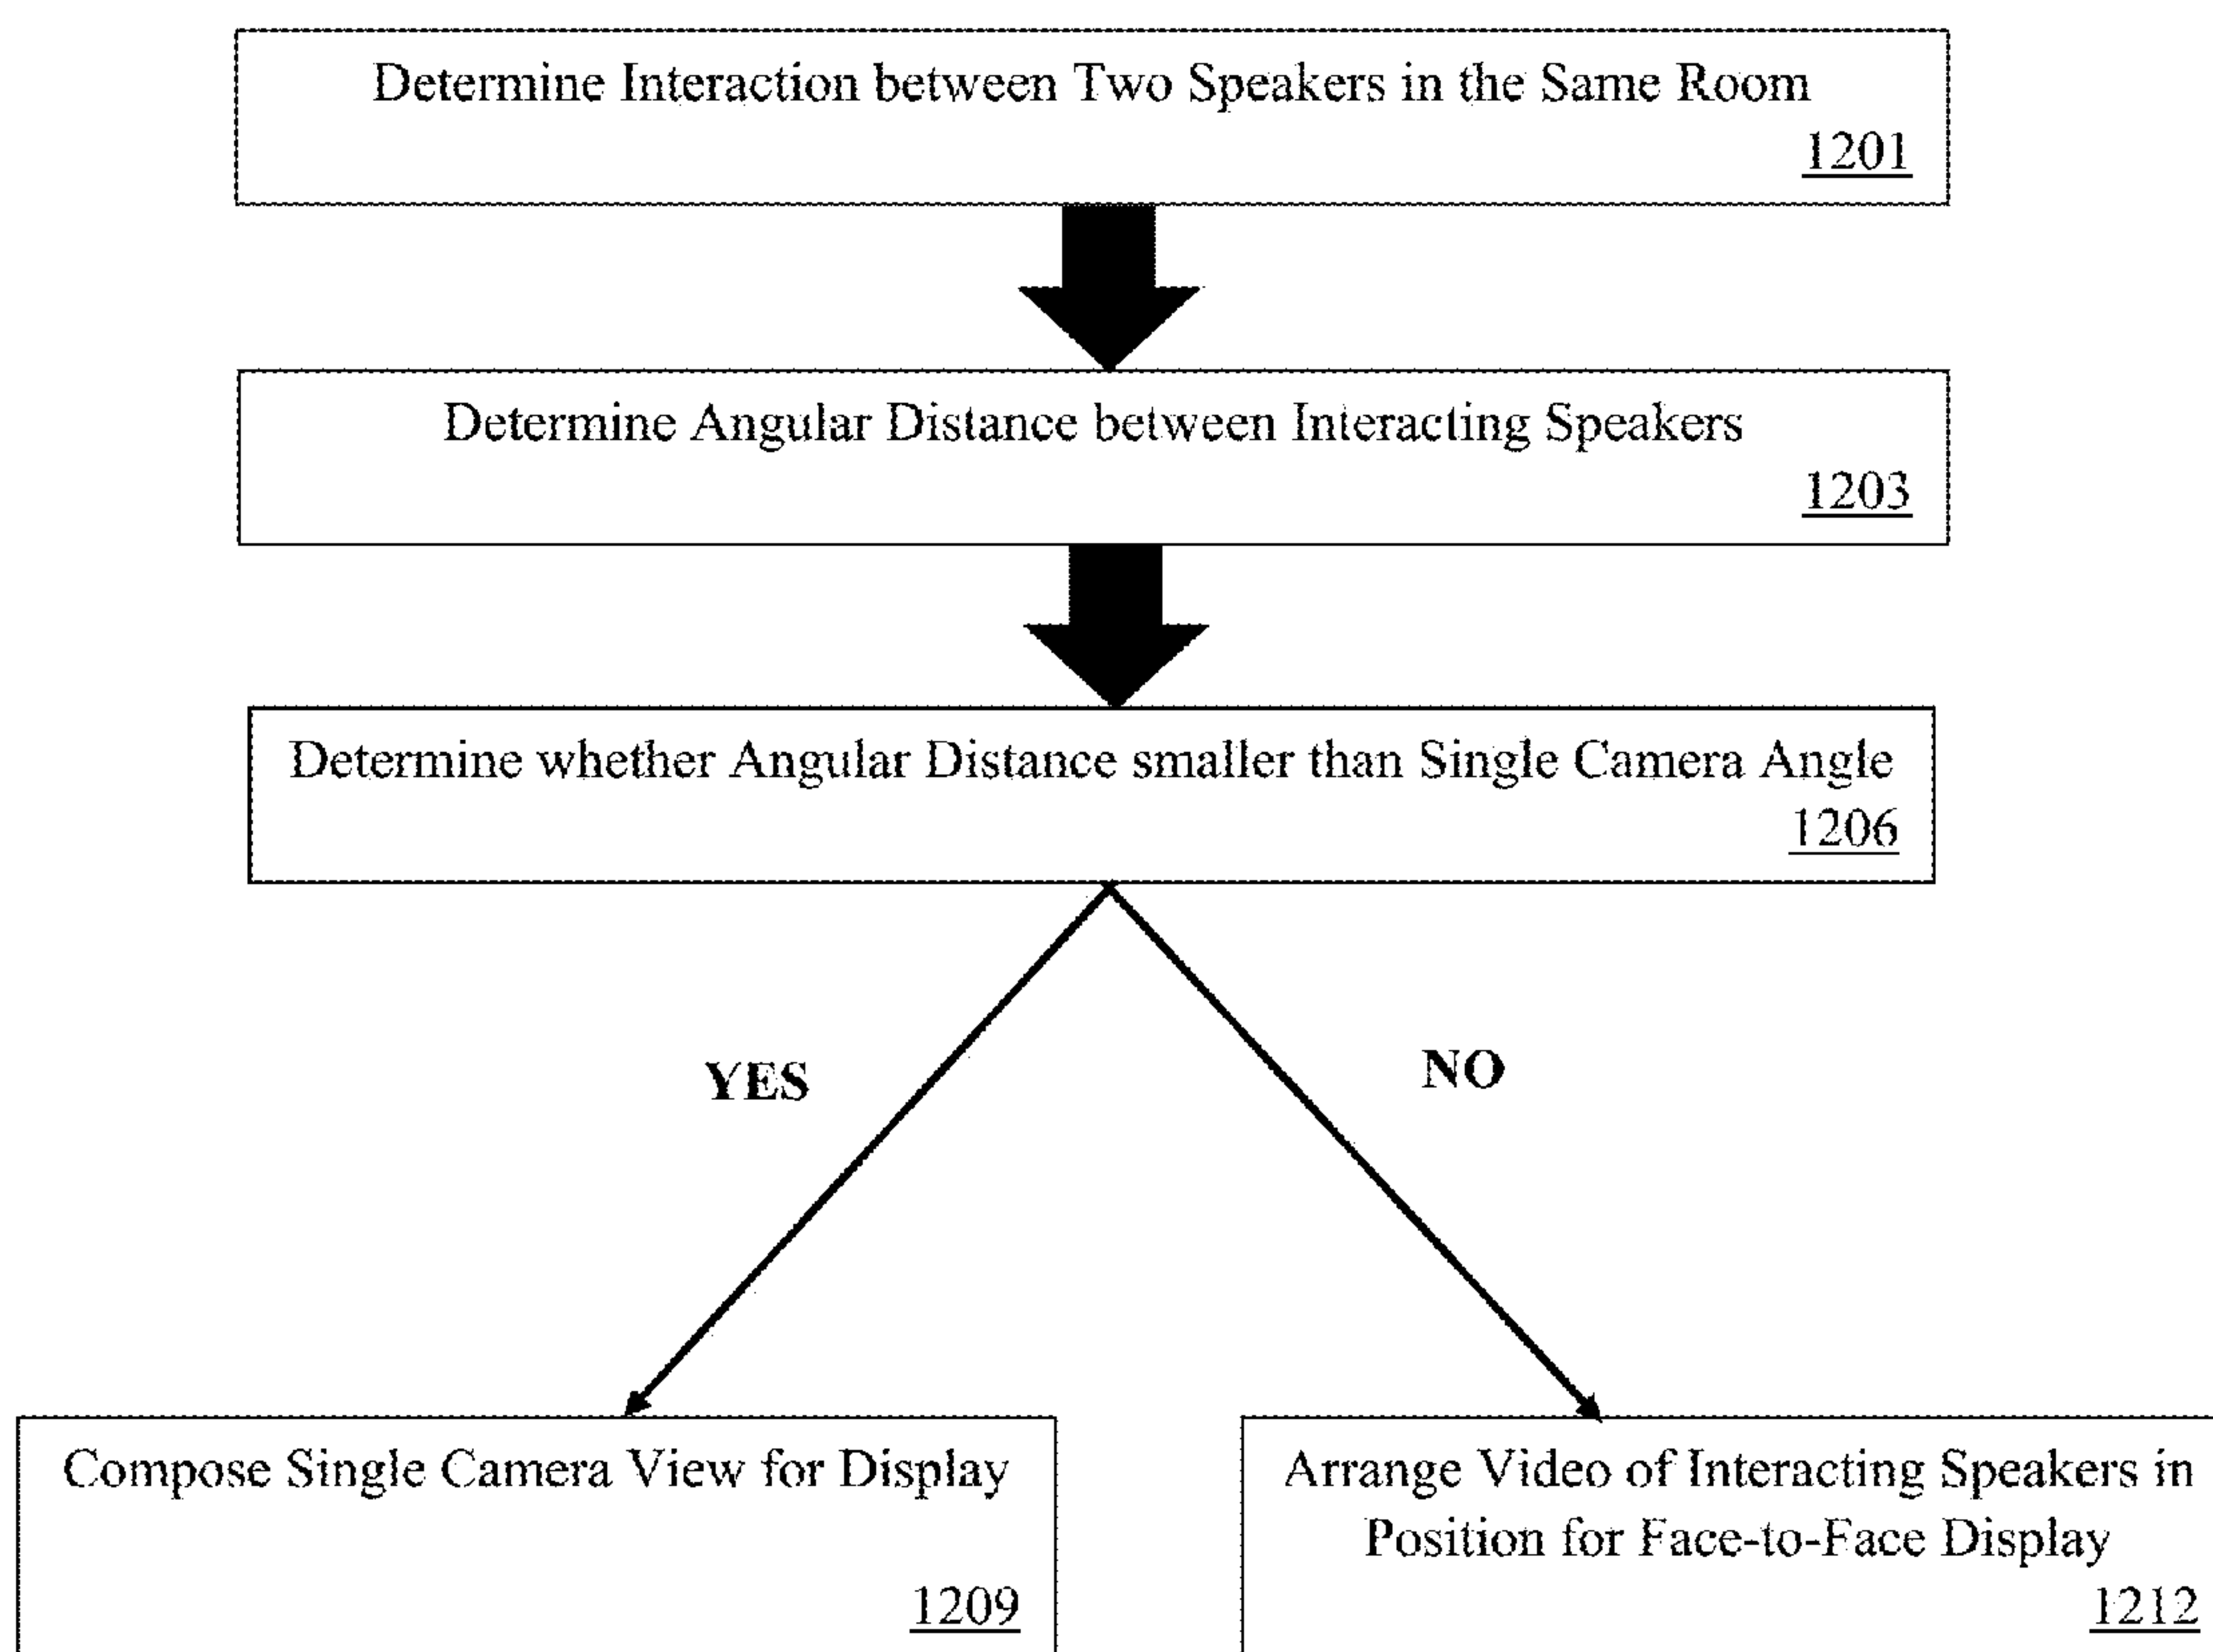 Determine Interaction between Two Speakers in the Same Room
1201
Determine Angular Distance between Interacting Speakers
1203
Determine whether Angular Distance smaller than Single Camera Angle
1206
YES
NO
Compose Single Camera View for Display
1209
Arrange Video of Interacting Speakers in
Position for Face-to-Face Display
1212